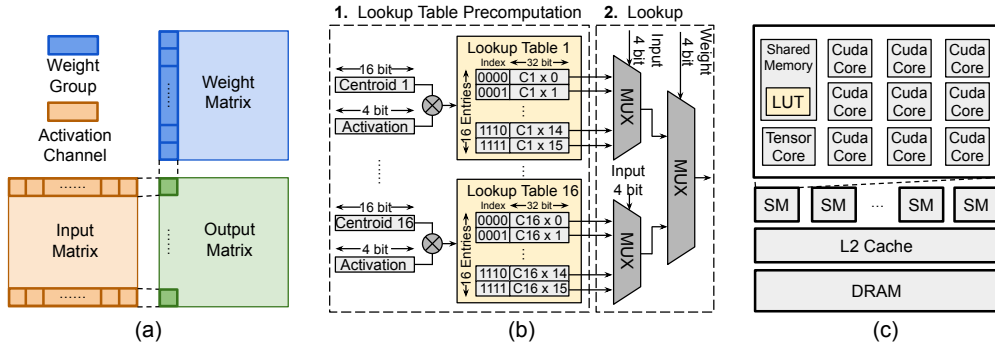 Weight
Group
Activation
Channel
Weight
Matrix
Input
Matrix
Output
Matrix
......
......
......
......
(a)
1. Lookup Table Precomputation
2. Lookup
16 bit
Centroid 1
4 bit
Activation
Lookup Table 1
Index
32 bit
16 Entries
0000 C1 x 0
0001 C1 x 1
......
1110 C1 x 14
1111 C1 x 15
......
16 bit
Centroid 16
4 bit
Activation
Lookup Table 16
Index
32 bit
16 Entries
0000 C16 x 0
0001 C16 x 1
......
1110 C16 x 14
1111 C16 x 15
Input
4 bit
Weight
4 bit
MUX
Input
4 bit
MUX
MUX
(b)
Shared
Memory
LUT
Cuda
Core
Cuda
Core
Cuda
Core
Cuda
Core
Cuda
Core
Cuda
Core
Tensor
Core
Cuda
Core
Cuda
Core
Cuda
Core
SM
SM
...
SM
SM
L2 Cache
DRAM
(c)